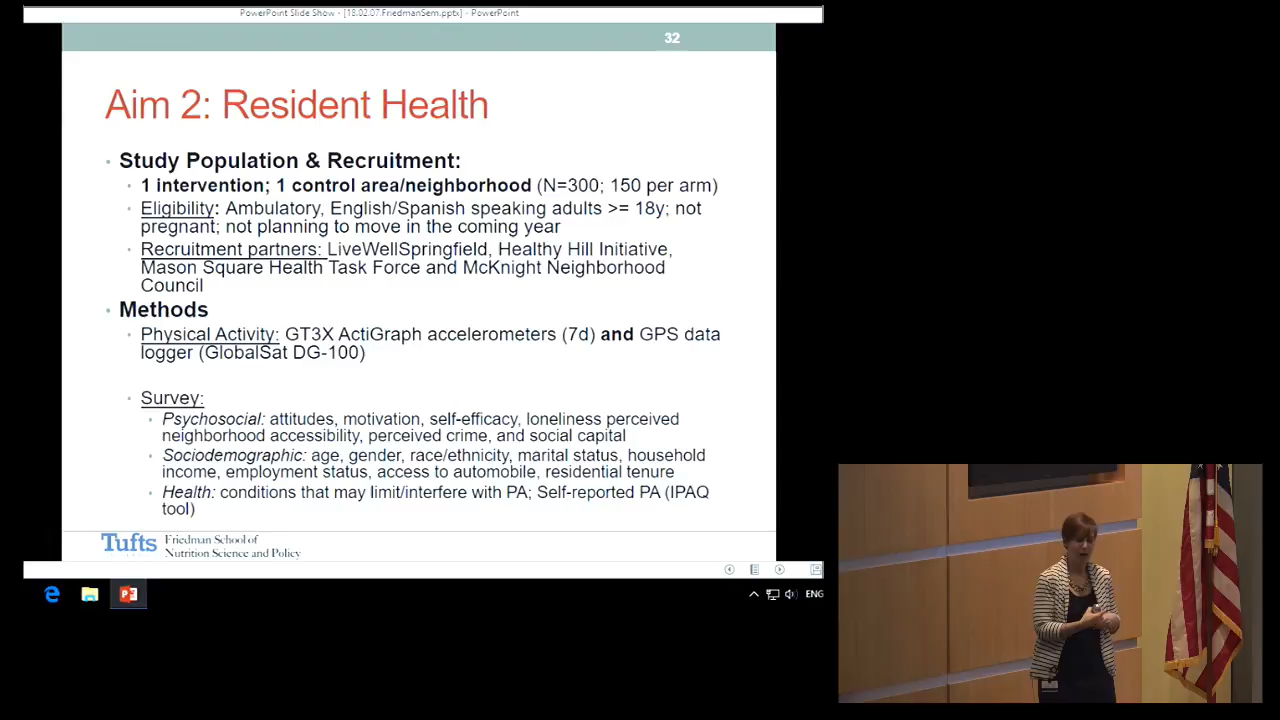 PowerPoint Slide Show - [18.02.07.FriedmanSem.pptx] - PowerPoint
32
Aim 2: Resident Health
Study Population & Recruitment:
1 intervention; 1 control area/neighborhood (N=300; 150 per arm)
Eligibility: Ambulatory, English/Spanish speaking adults >= 18y; not
pregnant; not planning to move in the coming year
Recruitment partners: LiveWellSpringfield, Healthy Hill Initiative,
Mason Square Health Task Force and McKnight Neighborhood
Council
Methods
Physical Activity: GT3X ActiGraph accelerometers (7d) and GPS data
logger (GlobalSat DG-100)
Survey:
Psychosocial: attitudes, motivation, self-efficacy, loneliness perceived
neighborhood accessibility, perceived crime, and social capital
Sociodemographic: age, gender, race/ethnicity, marital status, household
income, employment status, access to automobile, residential tenure
Health: conditions that may limit/interfere with PA; Self-reported PA (IPAQ
tool)
Tufts
Friedman School of
Nutrition Science and Policy
ENG